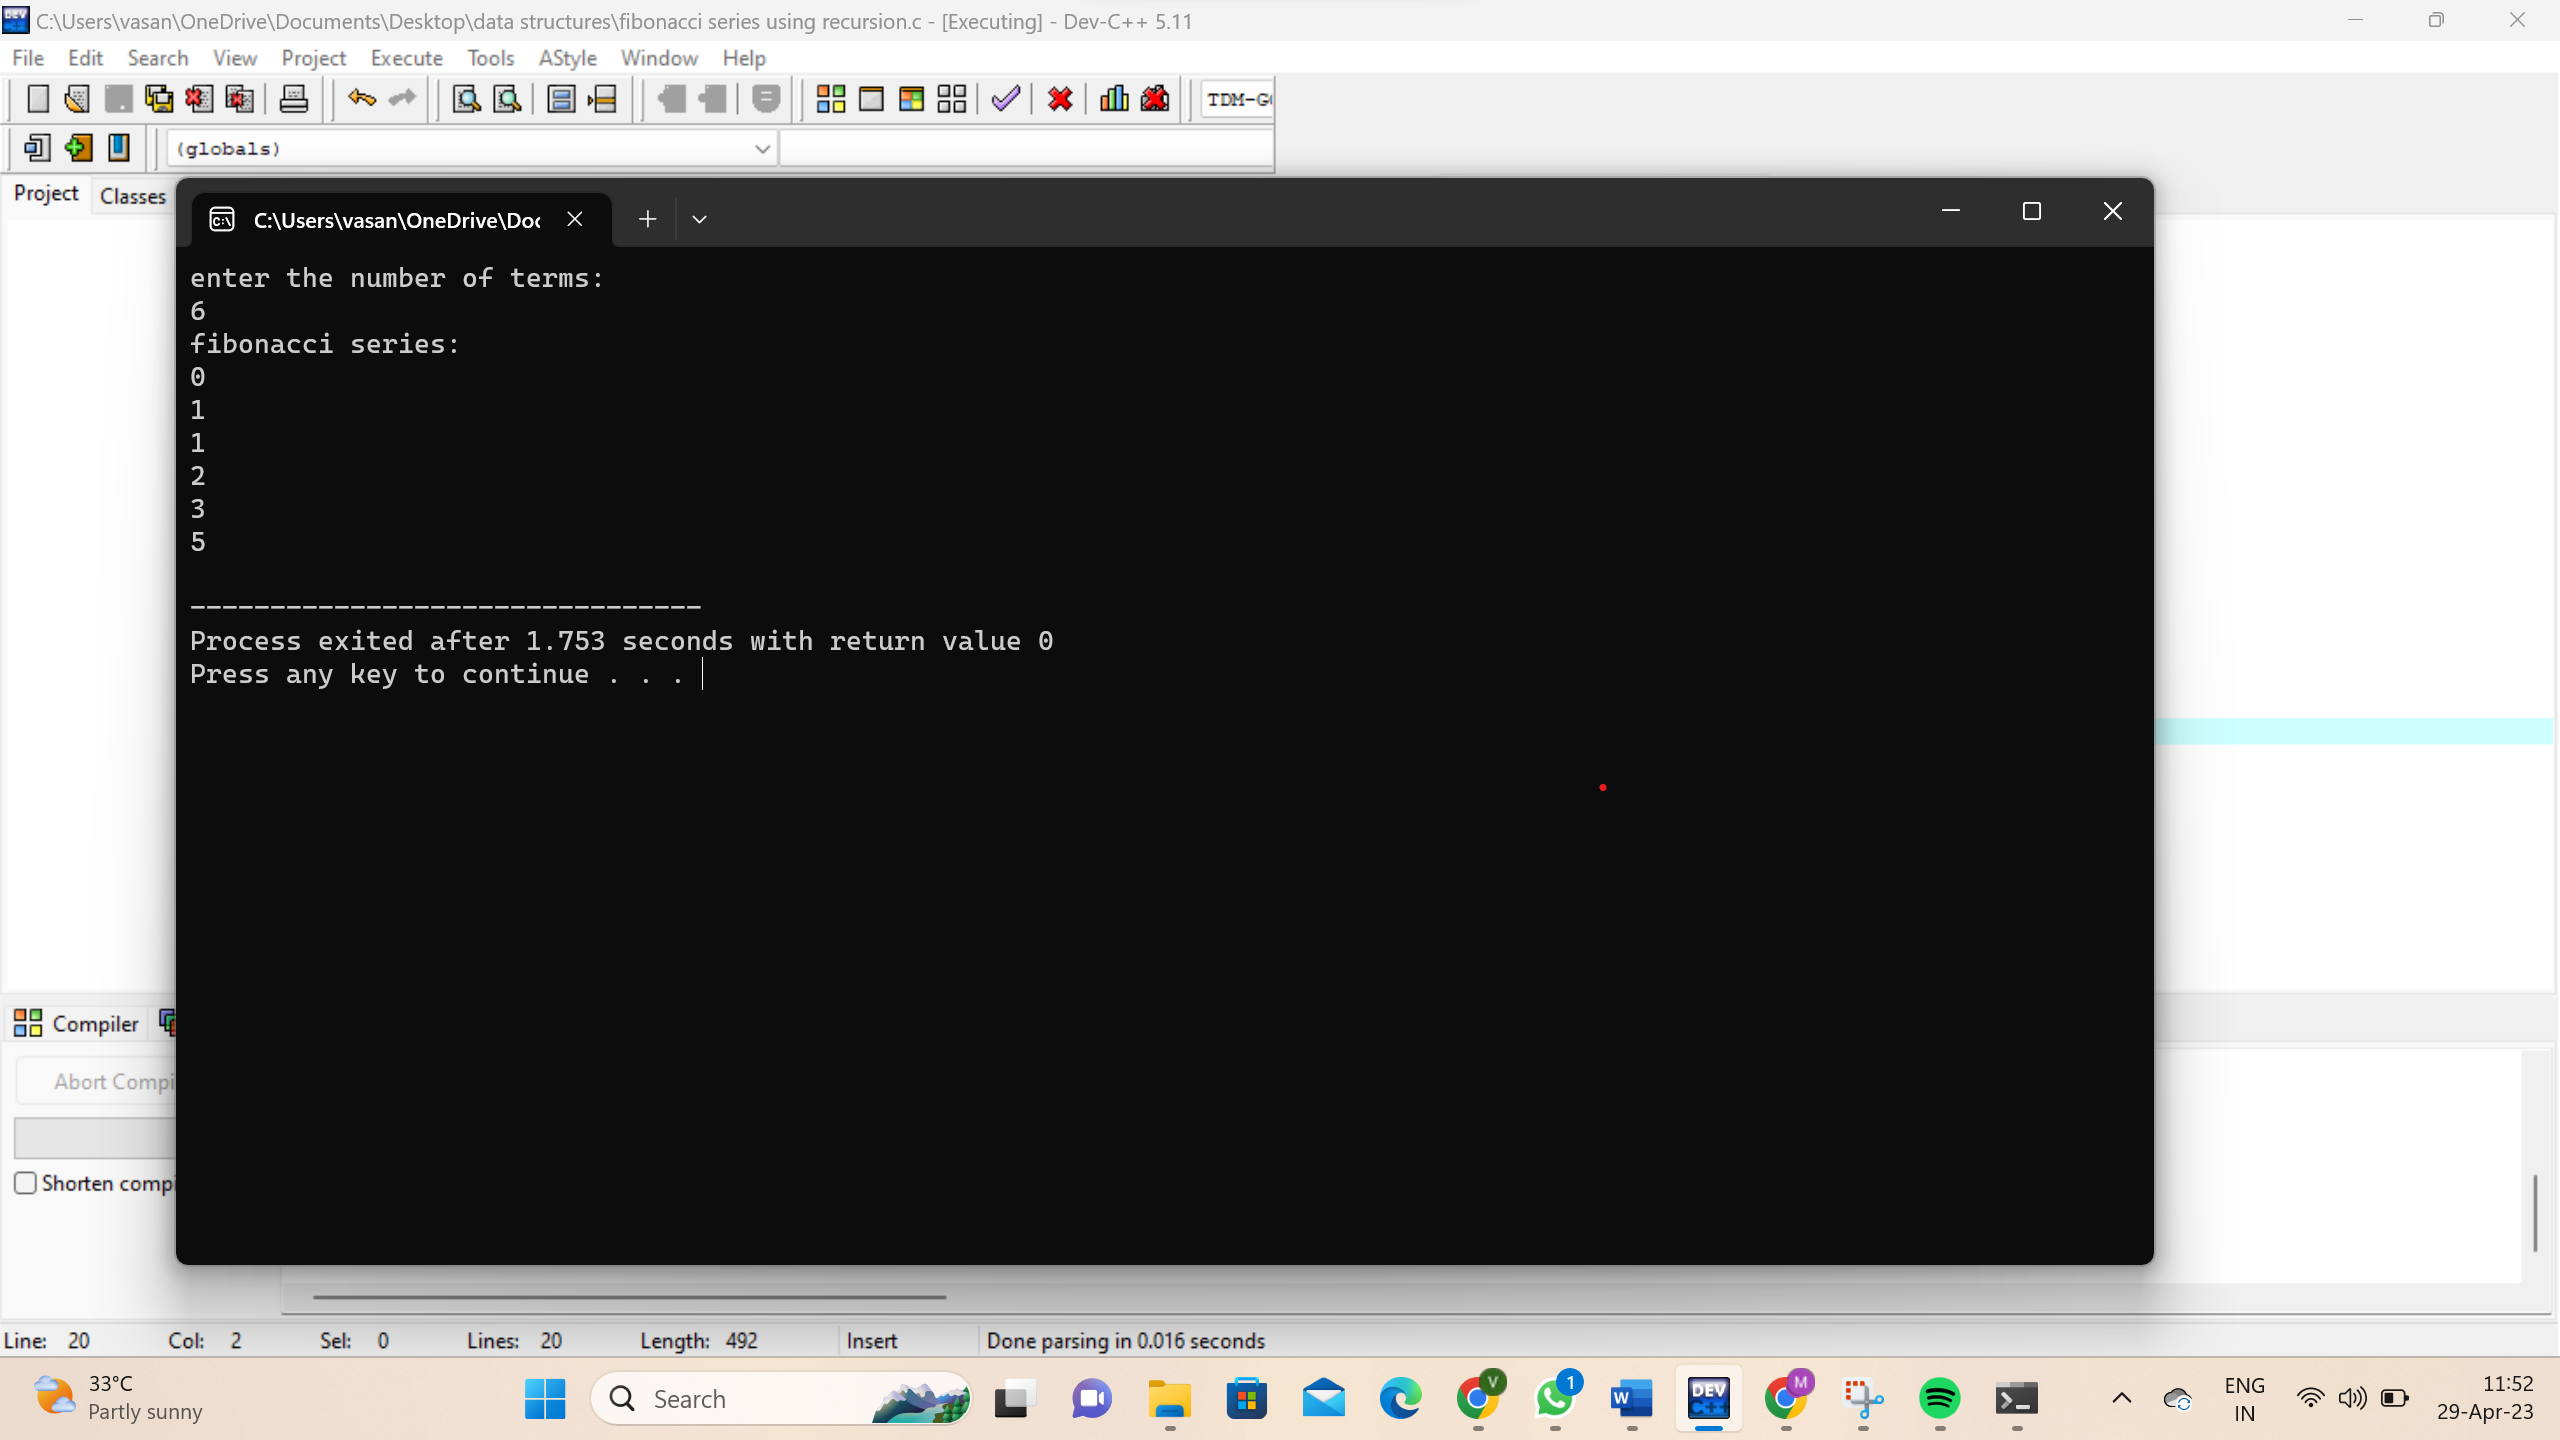 C:\Users\vasan\OneDrive\Documents\Desktop\data structures\fibonacci series using recursion.c - [Executing] - Dev-C++ 5.11
File Edit Search View Project Execute Tools AStyle Window Help
TDM-G
(globals)
Project Classes
C:\Users\vasan\OneDrive\Doc
enter the number of terms:
6
fibonacci series:
0
1
1
2
3
5
--------------------------------
Process exited after 1.753 seconds with return value 0
Press any key to continue . . .
Compiler
Abort Compi
Shorten compi
Line: 20 Col: 2 Sel: 0 Lines: 20 Length: 492 Insert Done parsing in 0.016 seconds
33°C
Partly sunny
Search
V
1
W
DEV
C++
M
ENG
IN
11:52
29-Apr-23